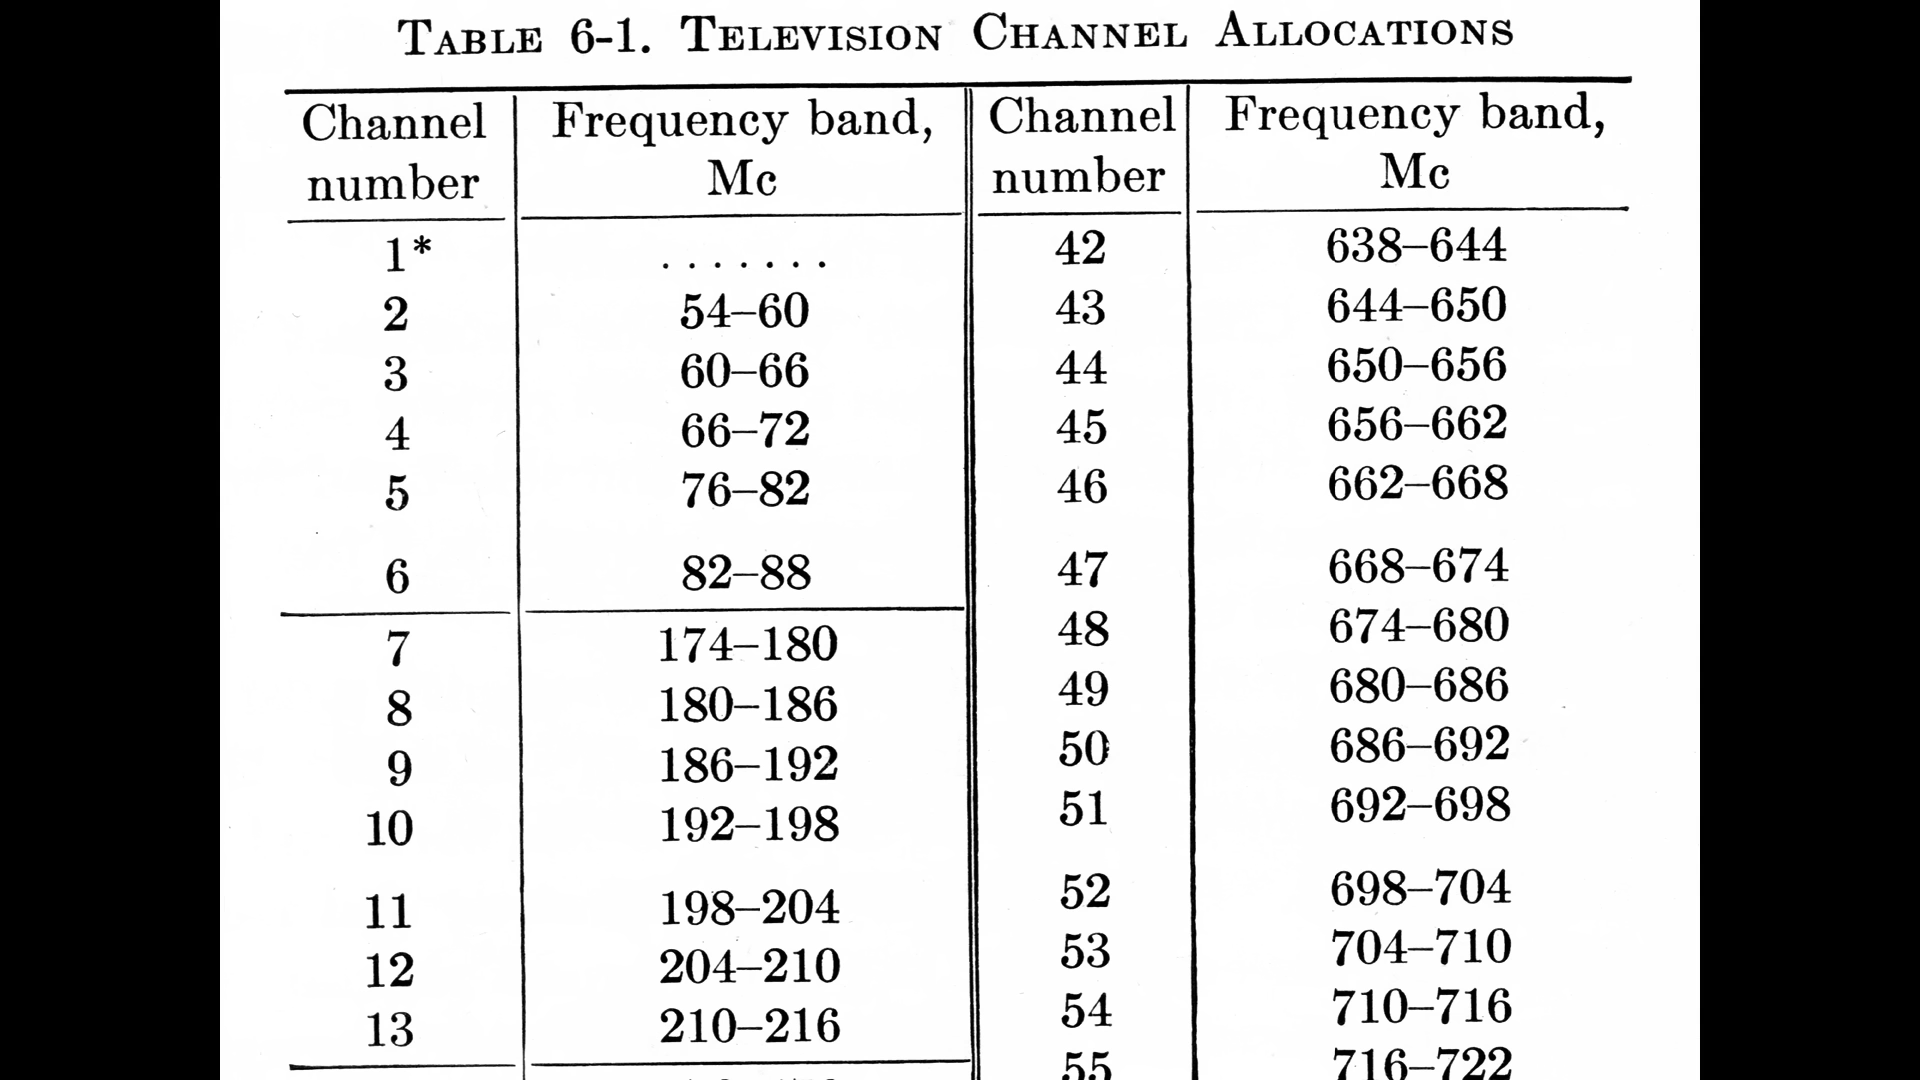 TABLE 6-1. TELEVISION CHANNEL ALLOCATIONS
Channel number | Frequency band, Mc | Channel number | Frequency band, Mc
1* | ....... | 42 | 638–644
2 | 54–60 | 43 | 644–650
3 | 60–66 | 44 | 650–656
4 | 66–72 | 45 | 656–662
5 | 76–82 | 46 | 662–668
6 | 82–88 | 47 | 668–674
7 | 174–180 | 48 | 674–680
8 | 180–186 | 49 | 680–686
9 | 186–192 | 50 | 686–692
10 | 192–198 | 51 | 692–698
11 | 198–204 | 52 | 698–704
12 | 204–210 | 53 | 704–710
13 | 210–216 | 54 | 710–716
55 | 716–722